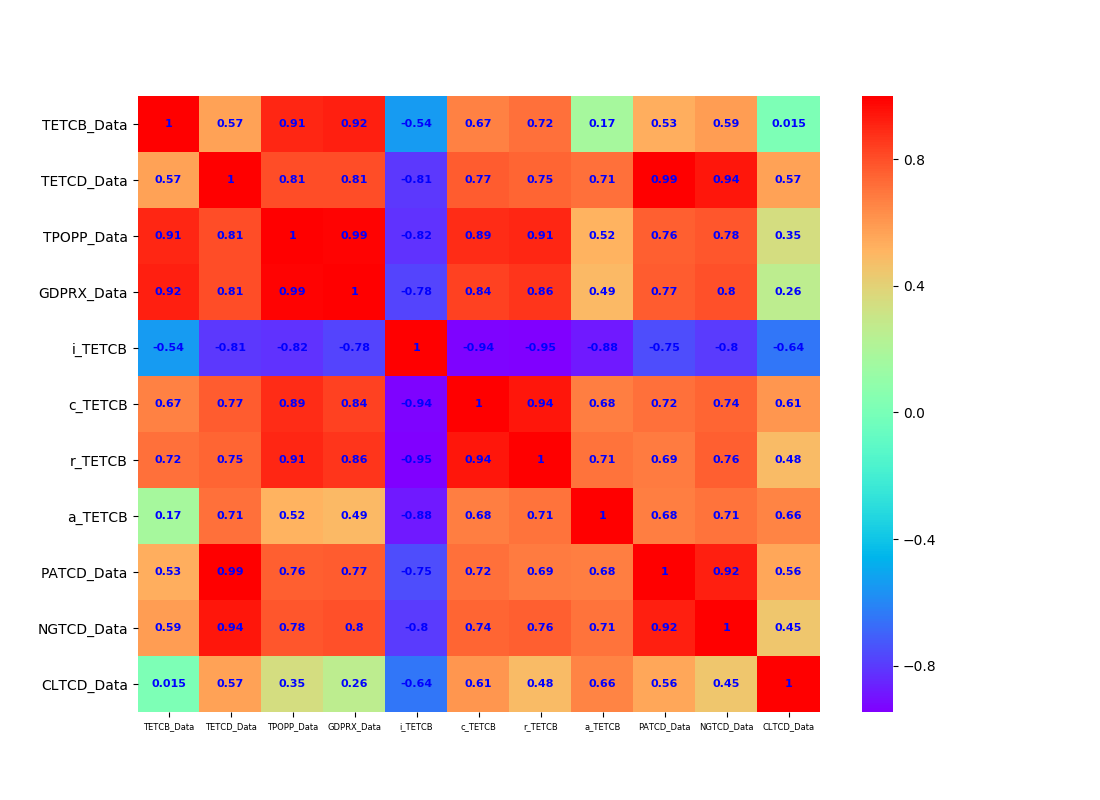 TETCB_Data 1 0.57 0.91 0.92 -0.54 0.67 0.72 0.17 0.53 0.59 0.015
TETCD_Data 0.57 1 0.81 0.81 -0.81 0.77 0.75 0.71 0.99 0.94 0.57
TPOPP_Data 0.91 0.81 1 0.99 -0.82 0.89 0.91 0.52 0.76 0.78 0.35
GDPRX_Data 0.92 0.81 0.99 1 -0.78 0.84 0.86 0.49 0.77 0.8 0.26
i_TETCB -0.54 -0.81 -0.82 -0.78 1 -0.94 -0.95 -0.88 -0.75 -0.8 -0.64
c_TETCB 0.67 0.77 0.89 0.84 -0.94 1 0.94 0.68 0.72 0.74 0.61
r_TETCB 0.72 0.75 0.91 0.86 -0.95 0.94 1 0.71 0.69 0.76 0.48
a_TETCB 0.17 0.71 0.52 0.49 -0.88 0.68 0.71 1 0.68 0.71 0.66
PATCD_Data 0.53 0.99 0.76 0.77 -0.75 0.72 0.69 0.68 1 0.92 0.56
NGTCD_Data 0.59 0.94 0.78 0.8 -0.8 0.74 0.76 0.71 0.92 1 0.45
CLTCD_Data 0.015 0.57 0.35 0.26 -0.64 0.61 0.48 0.66 0.56 0.45 1
TETCB_Data TETCD_Data TPOPP_Data GDPRX_Data i_TETCB c_TETCB r_TETCB a_TETCB PATCD_Data NGTCD_Data CLTCD_Data
0.8
0.4
0.0
−0.4
−0.8